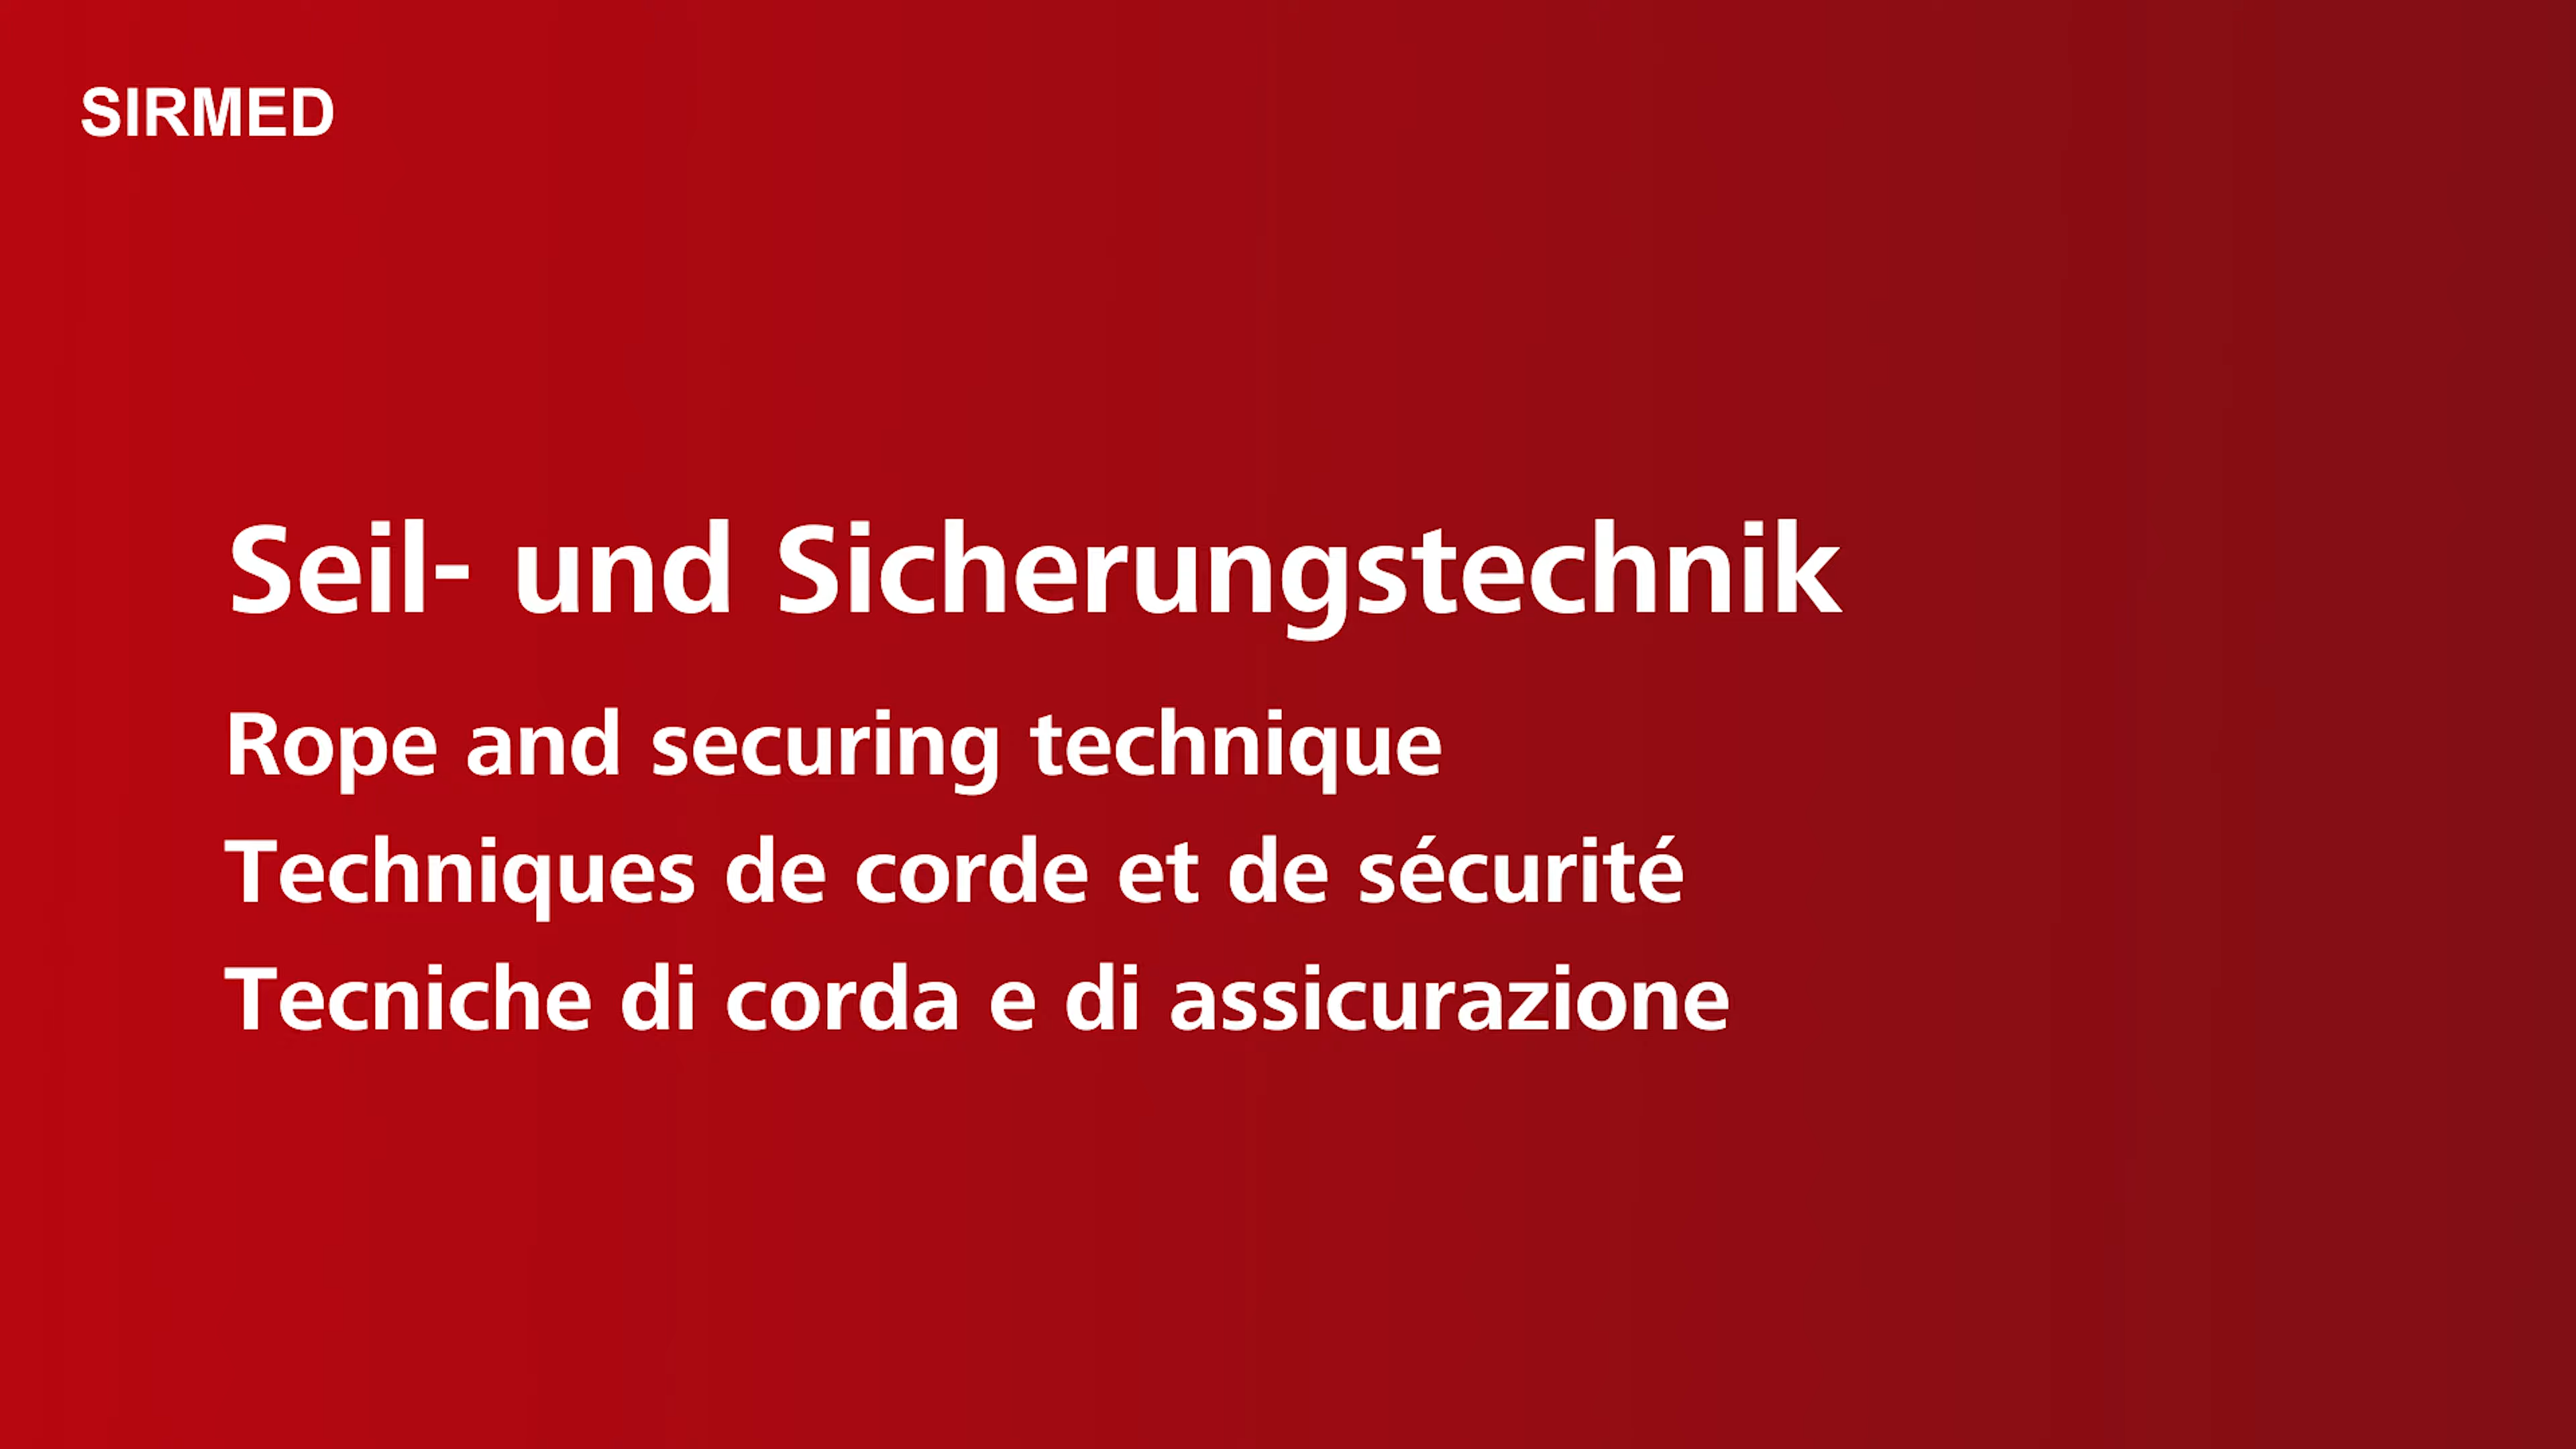 SIRMED
Seil- und Sicherungstechnik
Rope and securing technique
Techniques de corde et de sécurité
Tecniche di corda e di assicurazione